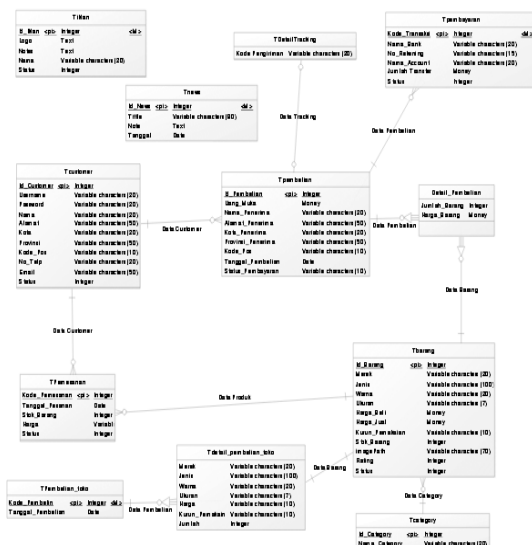 TIklan
Id_Iklan <pi> Integer <M>
Logo Text
Notes Text
Nama Variable characters (20)
Status Integer
TDetailTracking
Kode Pengiriman Variable characters (20)
Tpembayaran
Kode_Transaksi <pi> Integer <M>
Nama_Bank Variable characters (20)
No_Rekening Variable characters (15)
Nama_Account Variable characters (20)
Jumlah Transfer Money
Status Integer
Tnews
Id_News <pi> Integer <M>
Tittle Variable characters (80)
Note Text
Tanggal Date
Data Tracking
Data Pembelian
Tcustomer
Id_Customer <pi> Integer
Username Variable characters (20)
Password Variable characters (20)
Nama Variable characters (20)
Alamat Variable characters (50)
Kota Variable characters (20)
Provinsi Variable characters (50)
Kode_Pos Variable characters (10)
No_Telp Variable characters (20)
Email Variable characters (50)
Status Integer
Data Customer
Tpembelian
Id_Pembelian <pi> Integer
Uang_Muka Money
Nama_Penerima Variable characters (20)
Alamat_Penerima Variable characters (50)
Kota_Penerima Variable characters (20)
Provinsi_Penerima Variable characters (50)
Kode_Pos Variable characters (10)
Tanggal_Pembelian Date
Status_Pembayaran Variable characters (10)
Data Pembelian
Detail_Pembelian
Jumlah_Barang Integer
Harga_Barang Money
Data Barang
Data Customer
TPemesanan
Kode_Pemesanan <pi> Integer
Tanggal_Pesanan Date
Stok_Barang Integer
Harga Variabl
Status Integer
Data Produk
Tbarang
Id_Barang <pi> Integer
Merek Variable characters (20)
Jenis Variable characters (100)
Warna Variable characters (20)
Ukuran Variable characters (7)
Harga_Beli Money
Harga_Jual Money
Kurun_Pemakaian Variable characters (10)
Stok_Barang Integer
ImagePath Variable characters (70)
Rating Integer
Status Integer
Tdetail_pembelian_toko
Merek Variable characters (20)
Jenis Variable characters (100)
Warna Variable characters (20)
Ukuran Variable characters (7)
Harga Variable characters (10)
Kurun_Pemakain Variable characters (10)
Jumlah Integer
Data Barang
TPembelian_toko
Kode_Pembelin <pi> Integer <M>
Tanggal_Pembelian Date
Data Pembelian
Data Category
Tcategory
Id_Category <pi> Integer
Nama_Category Variable characters (20)